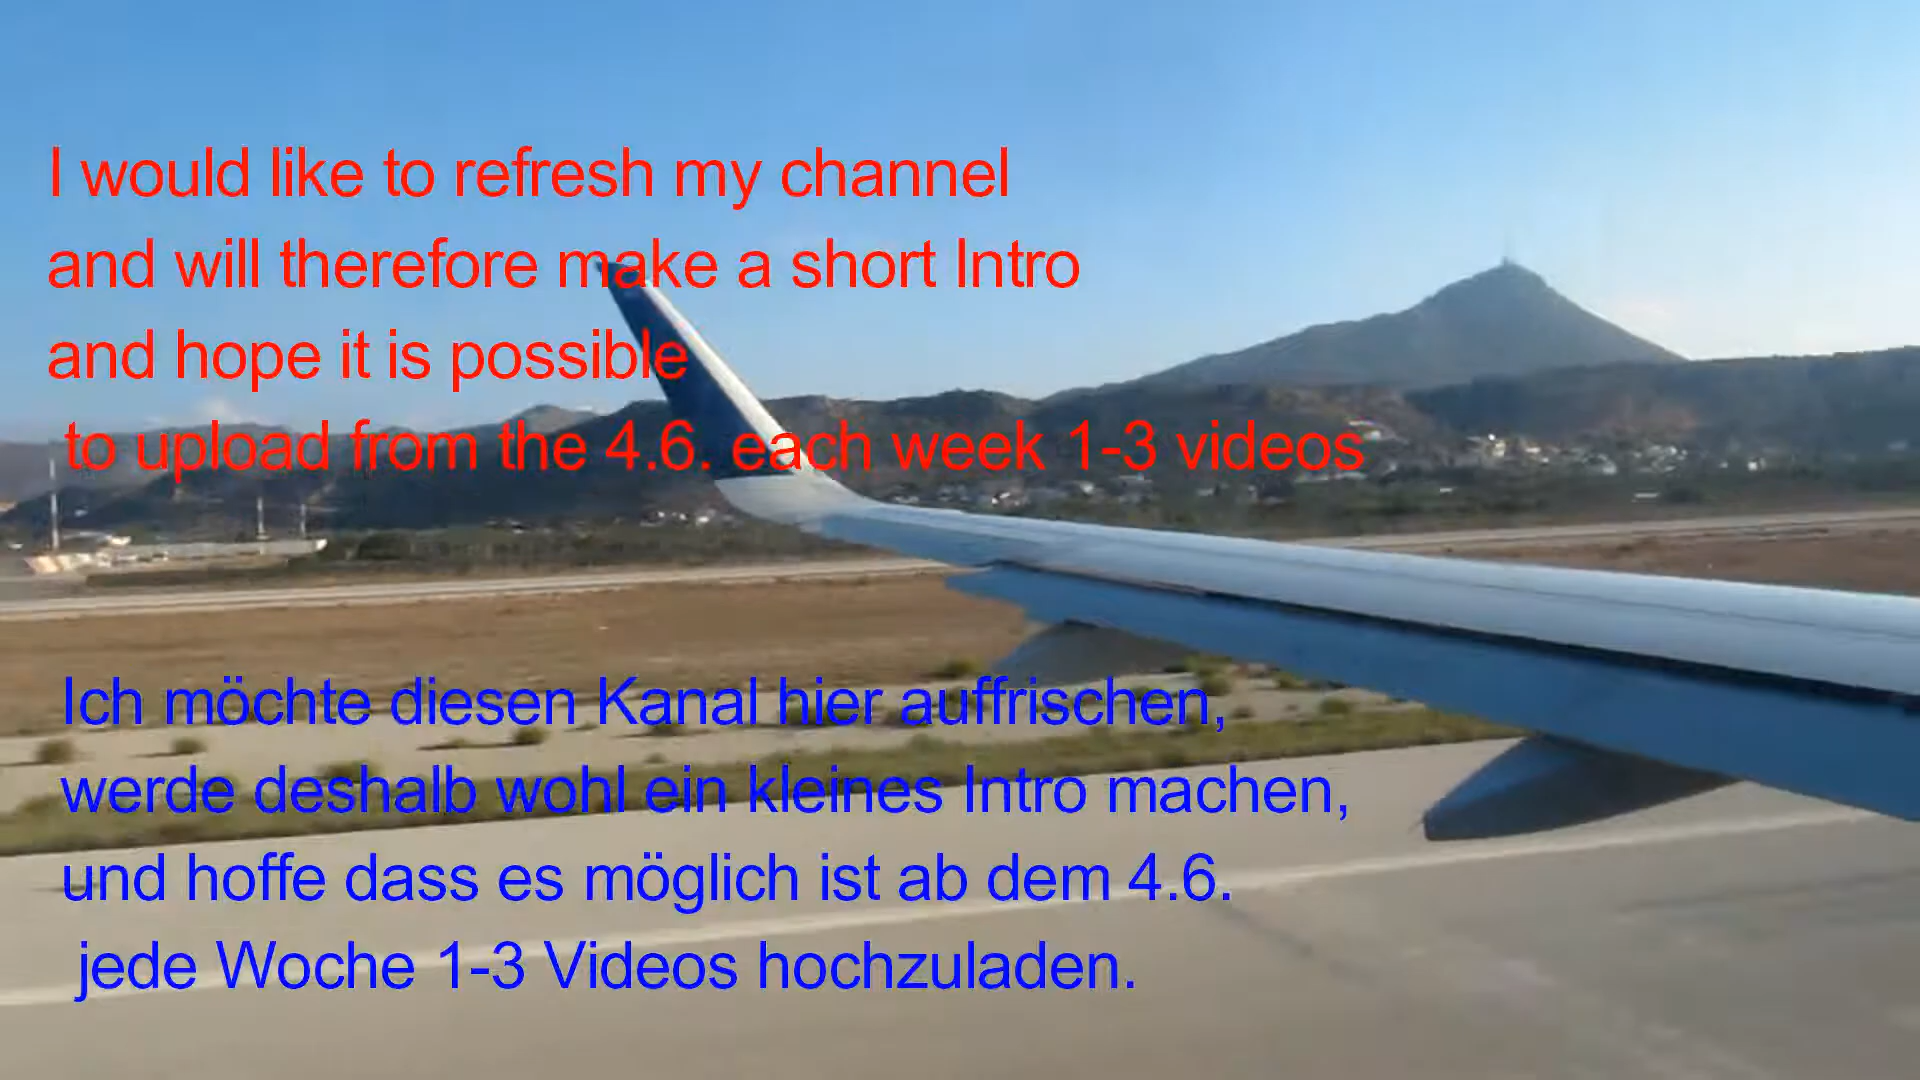 I would like to refresh my channel
and will therefore make a short Intro
and hope it is possible
to upload from the 4.6. each week 1-3 videos
Ich möchte diesen Kanal hier auffrischen,
werde deshalb wohl ein kleines Intro machen,
und hoffe dass es möglich ist ab dem 4.6.
jede Woche 1-3 Videos hochzuladen.